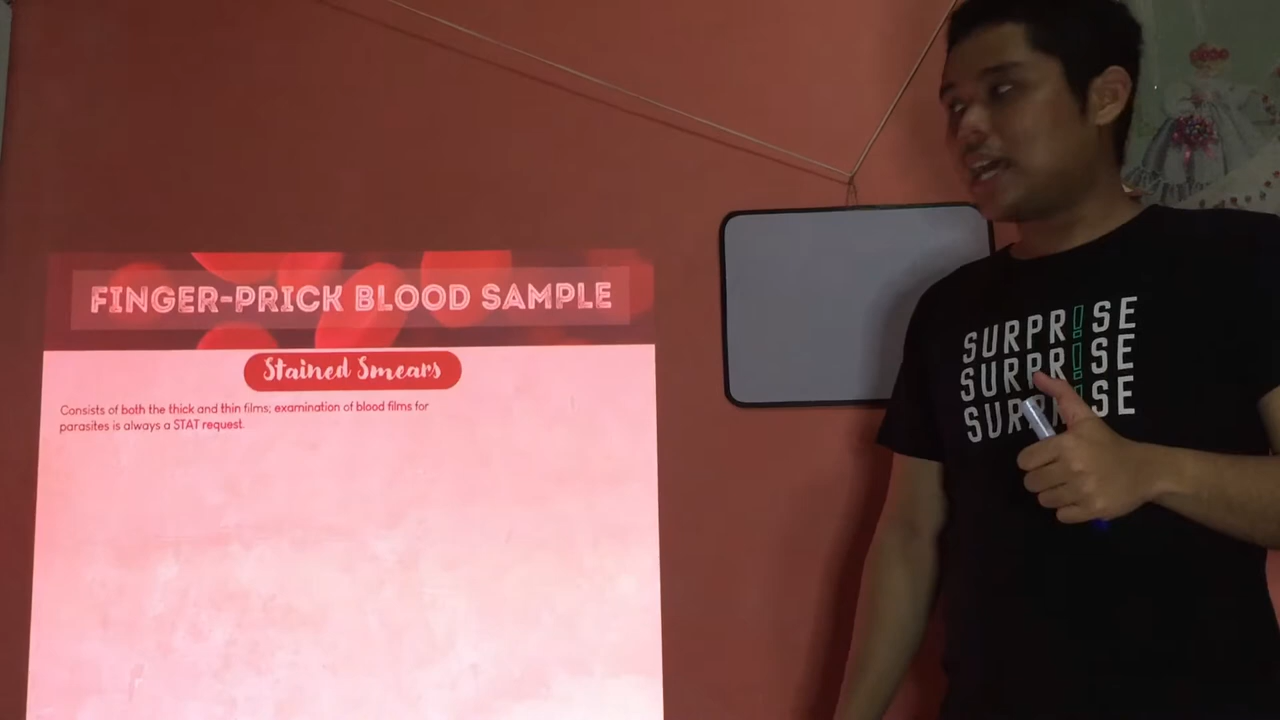 FINGER-PRICK BLOOD SAMPLE
Stained Smears
Consists of both the thick and thin films; examination of blood films for
parasites is always a STAT request.
SURPR!SE
SURPR!SE
SURPR!SE